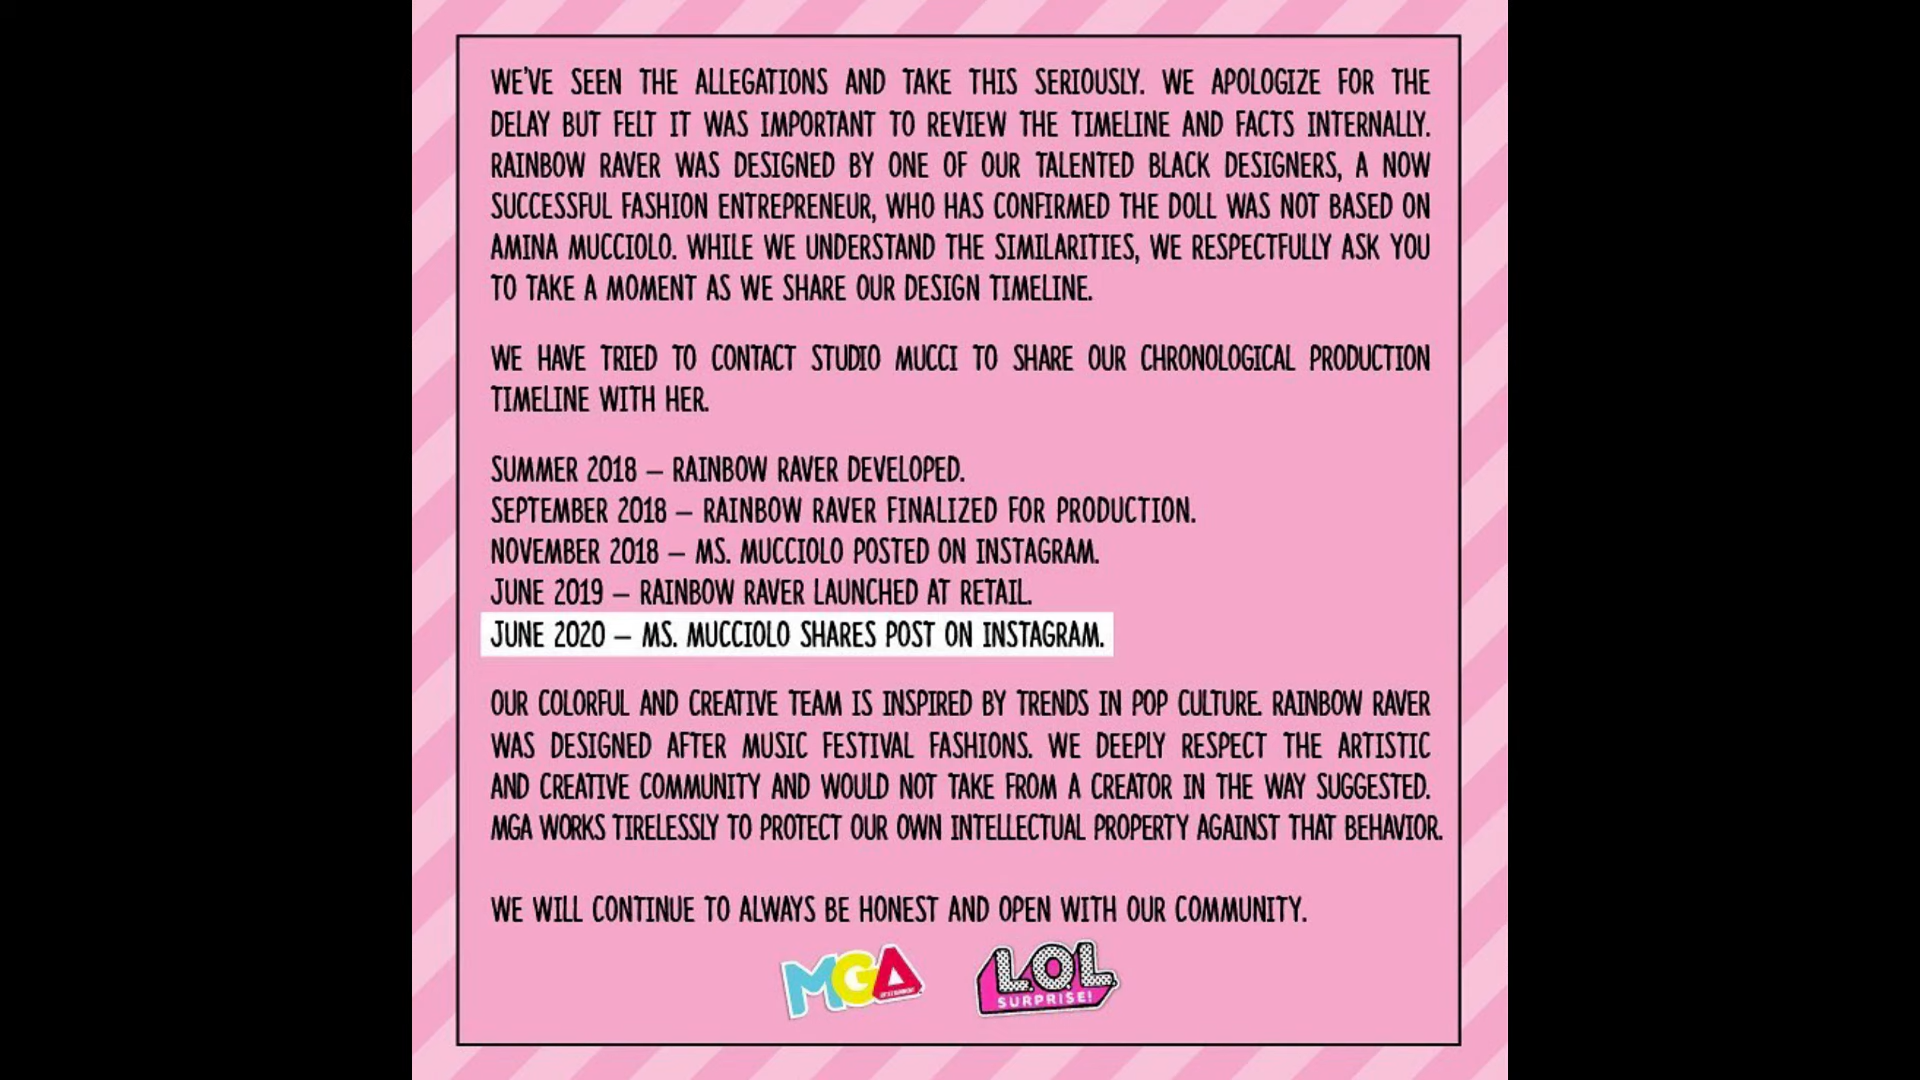 WE'VE SEEN THE ALLEGATIONS AND TAKE THIS SERIOUSLY. WE APOLOGIZE FOR THE
DELAY BUT FELT IT WAS IMPORTANT TO REVIEW THE TIMELINE AND FACTS INTERNALLY.
RAINBOW RAVER WAS DESIGNED BY ONE OF OUR TALENTED BLACK DESIGNERS, A NOW
SUCCESSFUL FASHION ENTREPRENEUR, WHO HAS CONFIRMED THE DOLL WAS NOT BASED ON
AMINA MUCCIOLO. WHILE WE UNDERSTAND THE SIMILARITIES, WE RESPECTFULLY ASK YOU
TO TAKE A MOMENT AS WE SHARE OUR DESIGN TIMELINE.
WE HAVE TRIED TO CONTACT STUDIO MUCCI TO SHARE OUR CHRONOLOGICAL PRODUCTION
TIMELINE WITH HER.
SUMMER 2018 – RAINBOW RAVER DEVELOPED.
SEPTEMBER 2018 – RAINBOW RAVER FINALIZED FOR PRODUCTION.
NOVEMBER 2018 – MS. MUCCIOLO POSTED ON INSTAGRAM.
JUNE 2019 – RAINBOW RAVER LAUNCHED AT RETAIL.
JUNE 2020 – MS. MUCCIOLO SHARES POST ON INSTAGRAM.
OUR COLORFUL AND CREATIVE TEAM IS INSPIRED BY TRENDS IN POP CULTURE. RAINBOW RAVER
WAS DESIGNED AFTER MUSIC FESTIVAL FASHIONS. WE DEEPLY RESPECT THE ARTISTIC
AND CREATIVE COMMUNITY AND WOULD NOT TAKE FROM A CREATOR IN THE WAY SUGGESTED.
MGA WORKS TIRELESSLY TO PROTECT OUR OWN INTELLECTUAL PROPERTY AGAINST THAT BEHAVIOR.
WE WILL CONTINUE TO ALWAYS BE HONEST AND OPEN WITH OUR COMMUNITY.
MGA
L.O.L.
SURPRISE!